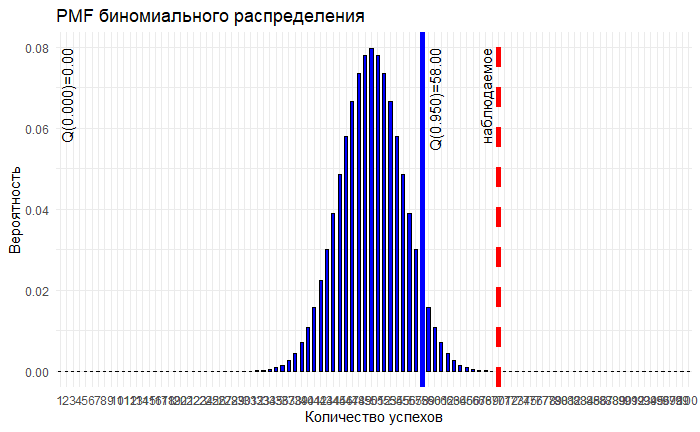 PMF биномиального распределения
0.08
0.06
0.04
0.02
0.00
Вероятность
Q(0.000)=0.00
Q(0.950)=58.00
наблюдаемое
Количество успехов